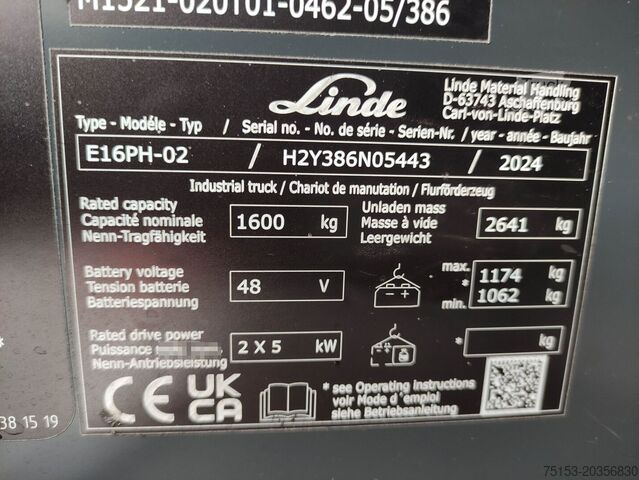 M1521-020T01-0462-05/386
Linde
Linde Material Handling
D-63743 Aschaffenburg
Carl-von-Linde-Platz
Type - Modéle - Typ / Serial no. - No. de série - Serien-Nr. / year - année - Baujahr
E16PH-02 / H2Y386N05443 / 2024
Industrial truck / Chariot de manutation / Flurförderzeug
Rated capacity
Capacité nominale
Nenn-Tragfähigkeit
1600 kg
Unladen mass
Masse à vide
Leergewicht
2641 kg
Battery voltage
Tension batterie
Batteriespannung
48 V
max. 1174 kg
min. 1062 kg
Rated drive power
Puissance
Nenn-Antriebsleistung
2 X 5 kW
* kg
CE UK CA
* see Operating instructions
voir Mode d'emploi
siehe Betriebsanleitung
38 15 19
75153-20356830